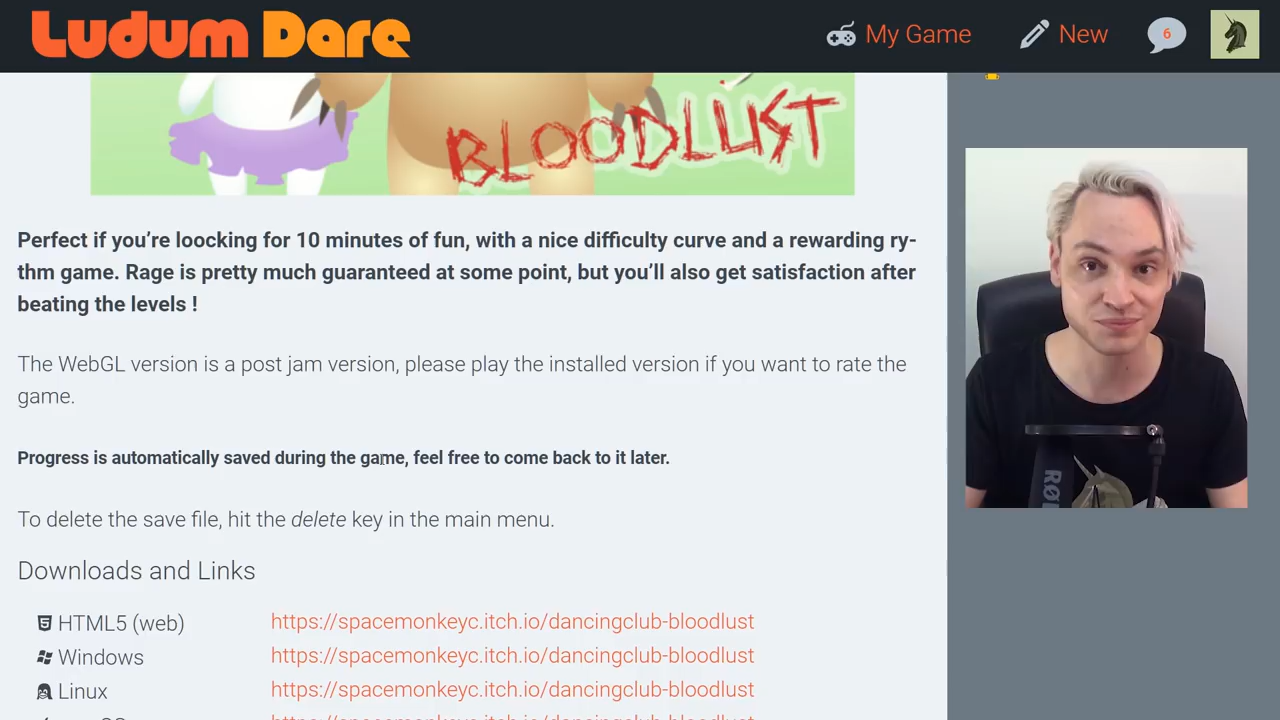 Ludum Dare
My Game
New
6
BLOODLUST
Perfect if you’re loocking for 10 minutes of fun, with a nice difficulty curve and a rewarding ry-
thm game. Rage is pretty much guaranteed at some point, but you’ll also get satisfaction after
beating the levels !
The WebGL version is a post jam version, please play the installed version if you want to rate the
game.
Progress is automatically saved during the game, feel free to come back to it later.
To delete the save file, hit the delete key in the main menu.
Downloads and Links
HTML5 (web) https://spacemonkeyc.itch.io/dancingclub-bloodlust
Windows https://spacemonkeyc.itch.io/dancingclub-bloodlust
Linux https://spacemonkeyc.itch.io/dancingclub-bloodlust
RØ